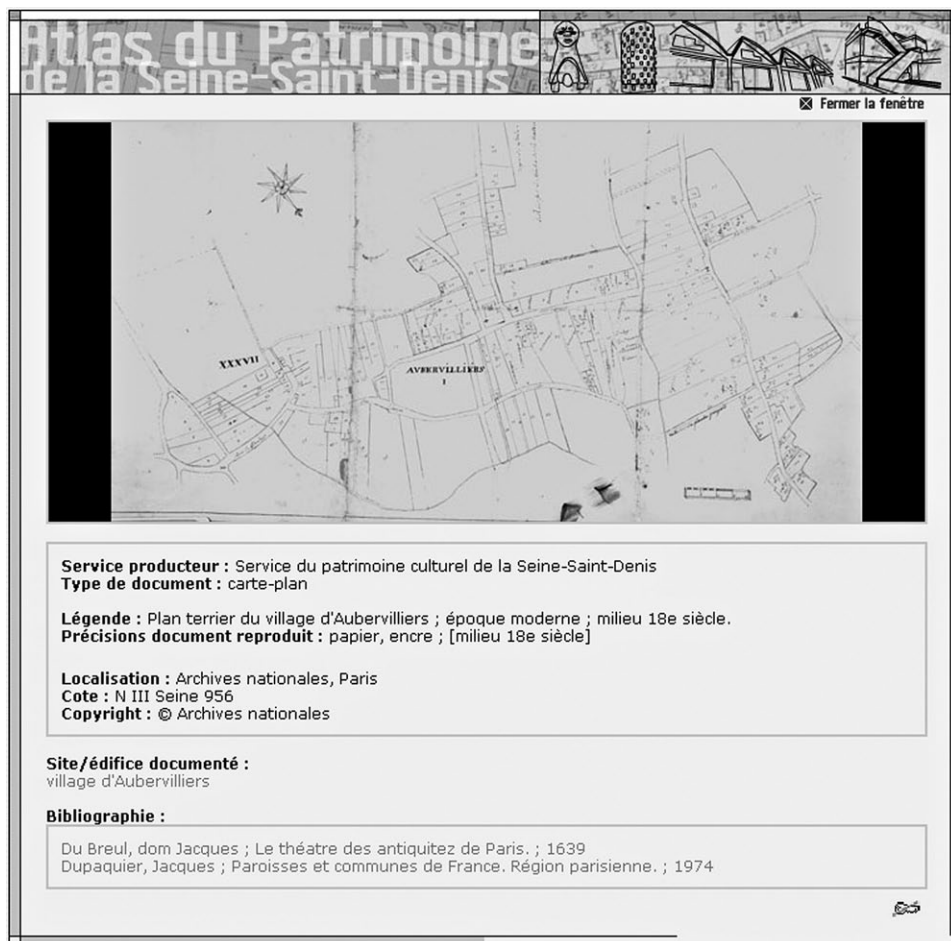 Atlas du Patrimoine
de la Seine-Saint-Denis
Fermer la fenêtre
XXXVII
AVBERVILLIERS
I
Service producteur : Service du patrimoine culturel de la Seine-Saint-Denis
Type de document : carte-plan
Légende : Plan terrier du village d'Aubervilliers ; époque moderne ; milieu 18e siècle.
Précisions document reproduit : papier, encre ; [milieu 18e siècle]
Localisation : Archives nationales, Paris
Cote : N III Seine 956
Copyright : © Archives nationales
Site/édifice documenté :
village d'Aubervilliers
Bibliographie :
Du Breul, dom Jacques ; Le théatre des antiquitez de Paris. ; 1639
Dupaquier, Jacques ; Paroisses et communes de France. Région parisienne. ; 1974